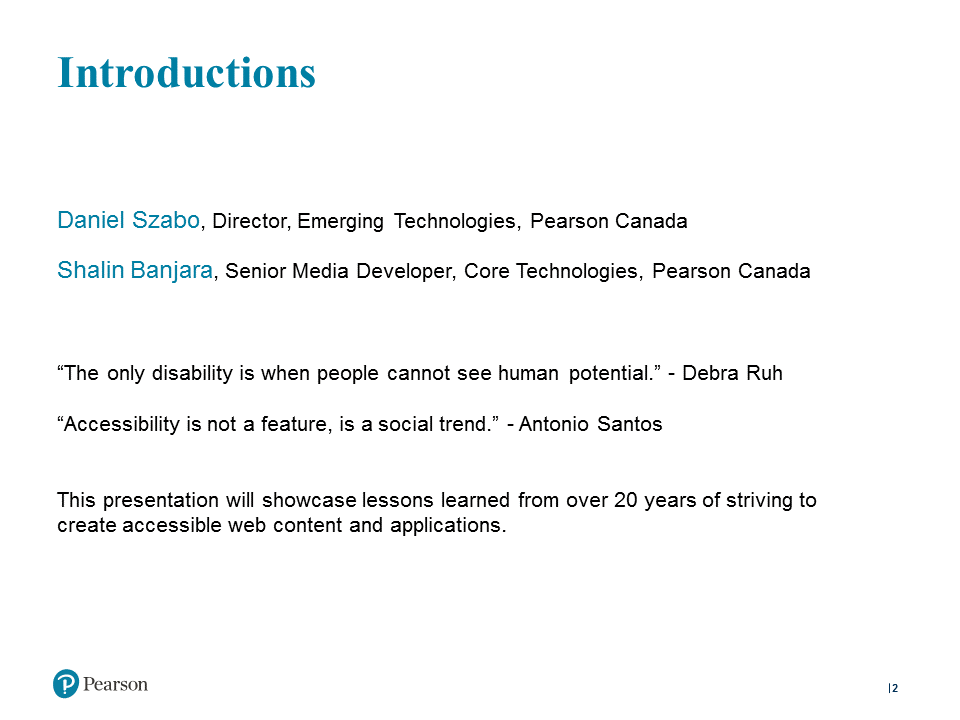 Introductions
Daniel Szabo, Director, Emerging Technologies, Pearson Canada
Shalin Banjara, Senior Media Developer, Core Technologies, Pearson Canada
“The only disability is when people cannot see human potential.” - Debra Ruh
“Accessibility is not a feature, is a social trend.” - Antonio Santos
This presentation will showcase lessons learned from over 20 years of striving to
create accessible web content and applications.
P Pearson
|2